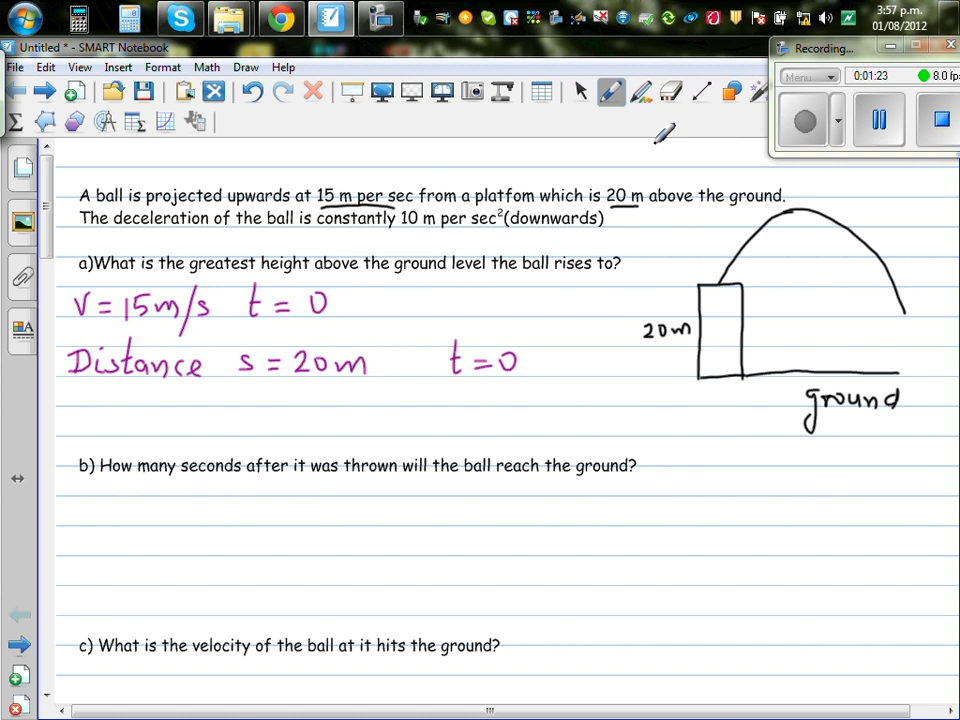 3:57 p.m.
01/08/2012
Untitled * - SMART Notebook
Recording...
File Edit View Insert Format Math Draw Help
Menu 0:01:23 8.0 fp
A ball is projected upwards at 15 m per sec from a platfom which is 20 m above the ground.
The deceleration of the ball is constantly 10 m per sec²(downwards)
a)What is the greatest height above the ground level the ball rises to?
v = 15 m/s t = 0
20m
Distance s = 20m t = 0
ground
b) How many seconds after it was thrown will the ball reach the ground?
c) What is the velocity of the ball at it hits the ground?